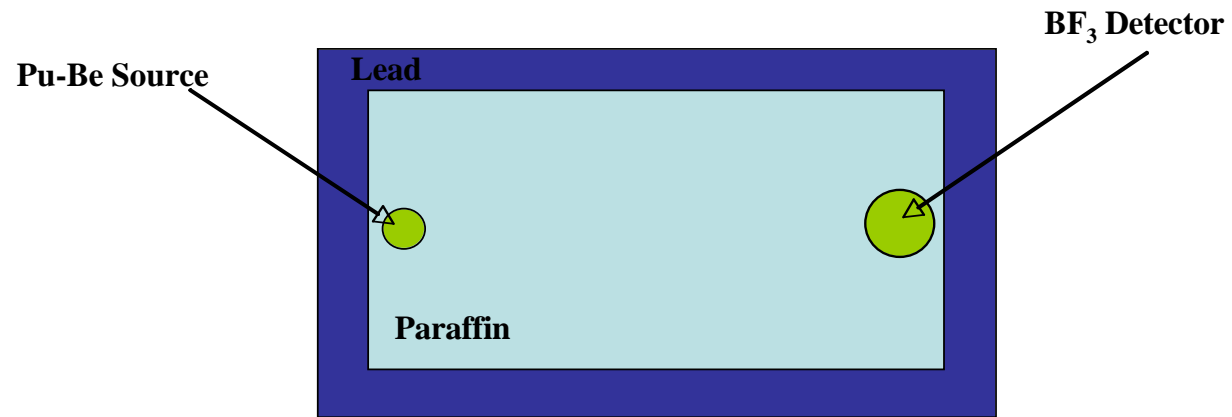 BF₃ Detector
Pu-Be Source
Lead
Paraffin